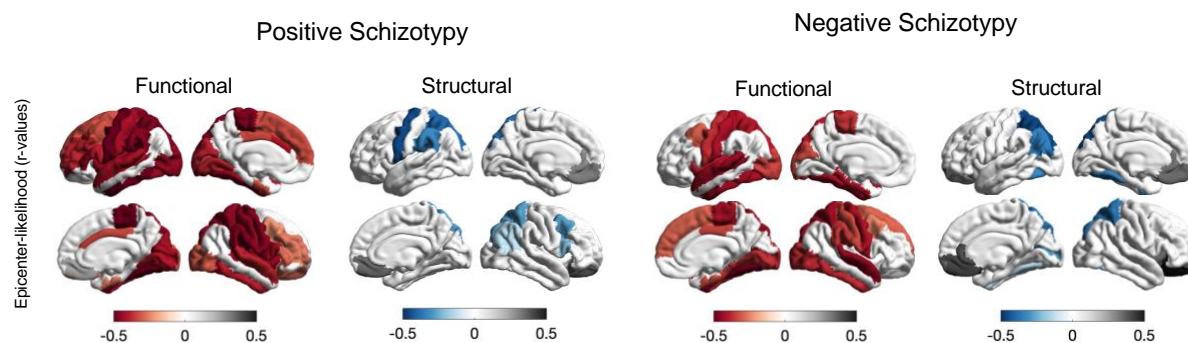 Positive Schizotypy
Negative Schizotypy
Functional
Structural
Functional
Structural
Epicenter-likelihood (r-values)
-0.5 0 0.5
-0.5 0 0.5
-0.5 0 0.5
-0.5 0 0.5